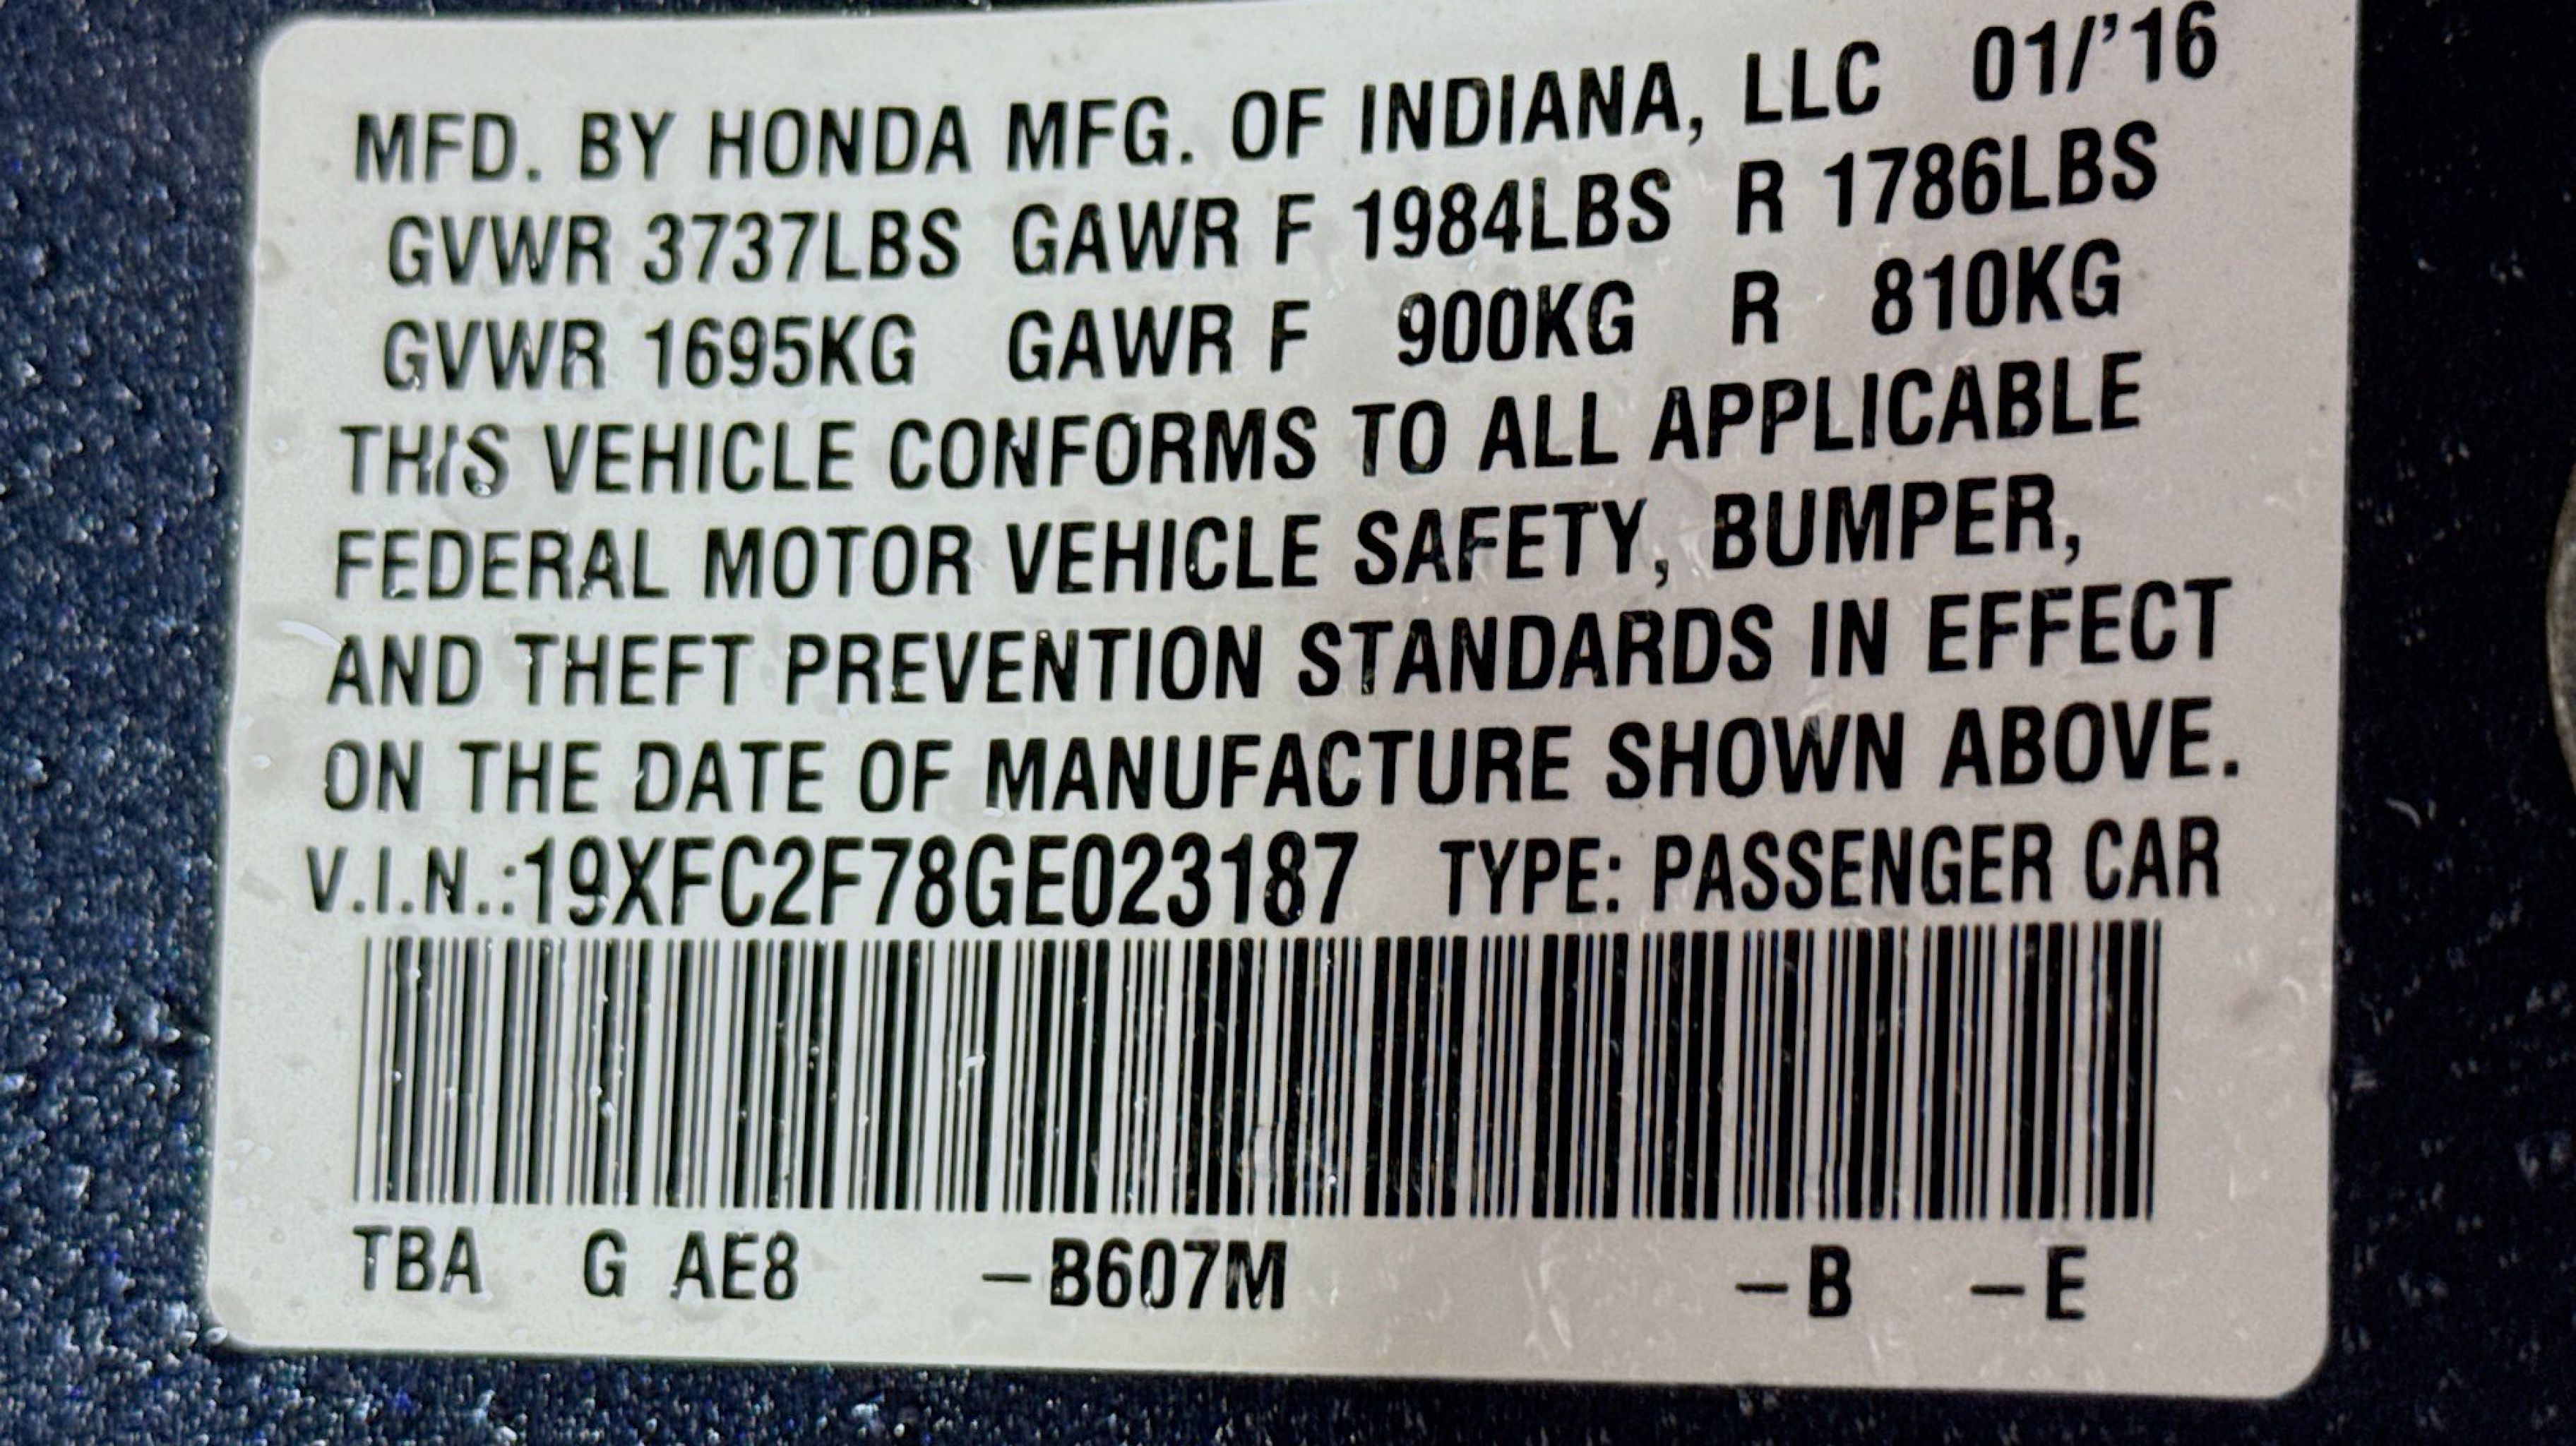 MFD. BY HONDA MFG. OF INDIANA, LLC 01/'16
GVWR 3737LBS GAWR F 1984LBS R 1786LBS
GVWR 1695KG GAWR F 900KG R 810KG
THIS VEHICLE CONFORMS TO ALL APPLICABLE
FEDERAL MOTOR VEHICLE SAFETY, BUMPER,
AND THEFT PREVENTION STANDARDS IN EFFECT
ON THE DATE OF MANUFACTURE SHOWN ABOVE.
V.I.N.:19XFC2F78GE023187 TYPE: PASSENGER CAR
TBA G AE8 –B607M –B –E